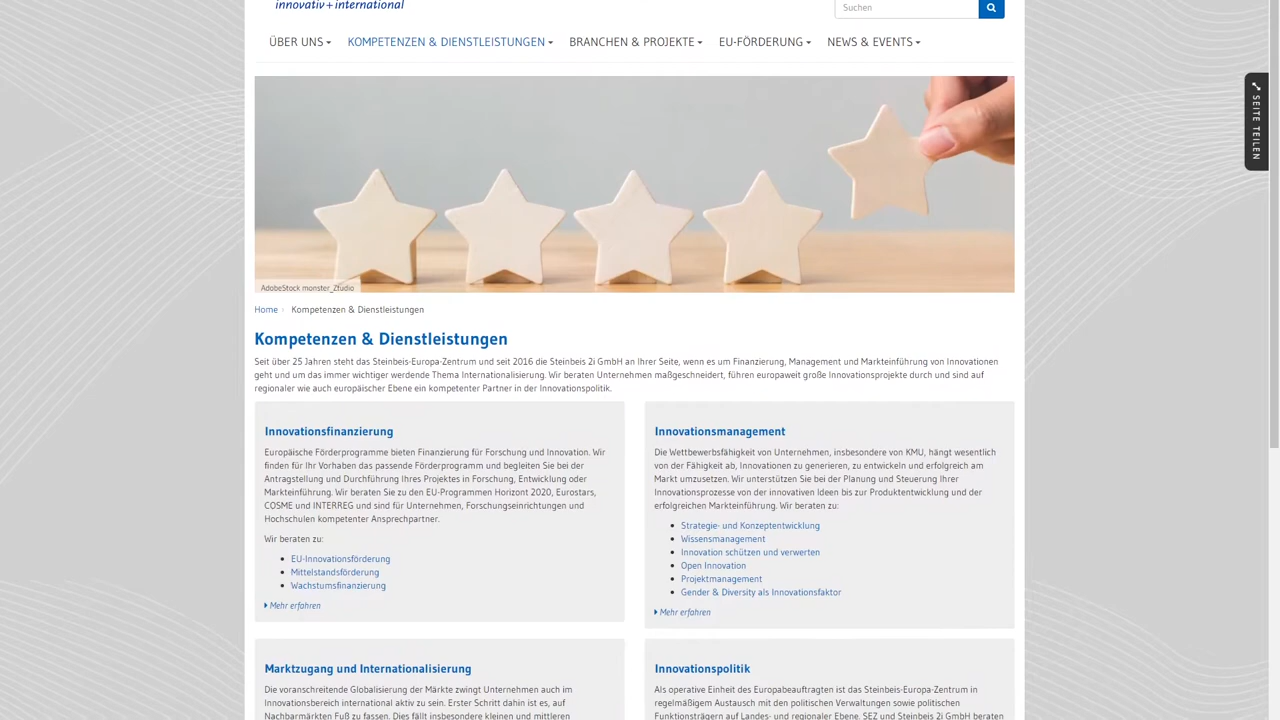 innovativ+international
Suchen
ÜBER UNS KOMPETENZEN & DIENSTLEISTUNGEN BRANCHEN & PROJEKTE EU-FÖRDERUNG NEWS & EVENTS
SEITE TEILEN
AdobeStock monster_Ztudio
Home Kompetenzen & Dienstleistungen
Kompetenzen & Dienstleistungen
Seit über 25 Jahren steht das Steinbeis-Europa-Zentrum und seit 2016 die Steinbeis 2i GmbH an Ihrer Seite, wenn es um Finanzierung, Management und Markteinführung von Innovationen
geht und um das immer wichtiger werdende Thema Internationalisierung. Wir beraten Unternehmen maßgeschneidert, führen europaweit große Innovationsprojekte durch und sind auf
regionaler wie auch europäischer Ebene ein kompetenter Partner in der Innovationspolitik.
Innovationsfinanzierung
Europäische Förderprogramme bieten Finanzierung für Forschung und Innovation. Wir
finden für Ihr Vorhaben das passende Förderprogramm und begleiten Sie bei der
Antragstellung und Durchführung Ihres Projektes in Forschung, Entwicklung oder
Markteinführung. Wir beraten Sie zu den EU-Programmen Horizont 2020, Eurostars,
COSME und INTERREG und sind für Unternehmen, Forschungseinrichtungen und
Hochschulen kompetenter Ansprechpartner.
Wir beraten zu:
EU-Innovationsförderung
Mittelstandsförderung
Wachstumsfinanzierung
Mehr erfahren
Innovationsmanagement
Die Wettbewerbsfähigkeit von Unternehmen, insbesondere von KMU, hängt wesentlich
von der Fähigkeit ab, Innovationen zu generieren, zu entwickeln und erfolgreich am
Markt umzusetzen. Wir unterstützen Sie bei der Planung und Steuerung Ihrer
Innovationsprozesse von der innovativen Ideen bis zur Produktentwicklung und der
erfolgreichen Markteinführung. Wir beraten zu:
Strategie- und Konzeptentwicklung
Wissensmanagement
Innovation schützen und verwerten
Open Innovation
Projektmanagement
Gender & Diversity als Innovationsfaktor
Mehr erfahren
Marktzugang und Internationalisierung
Die voranschreitende Globalisierung der Märkte zwingt Unternehmen auch im
Innovationsbereich international aktiv zu sein. Erster Schritt dahin ist es, auf
Nachbarmärkten Fuß zu fassen. Dies fällt insbesondere kleinen und mittleren
Innovationspolitik
Als operative Einheit des Europabeauftragten ist das Steinbeis-Europa-Zentrum in
regelmäßigem Austausch mit den politischen Verwaltungen sowie politischen
Funktionsträgern auf Landes- und regionaler Ebene. SEZ und Steinbeis 2i GmbH beraten